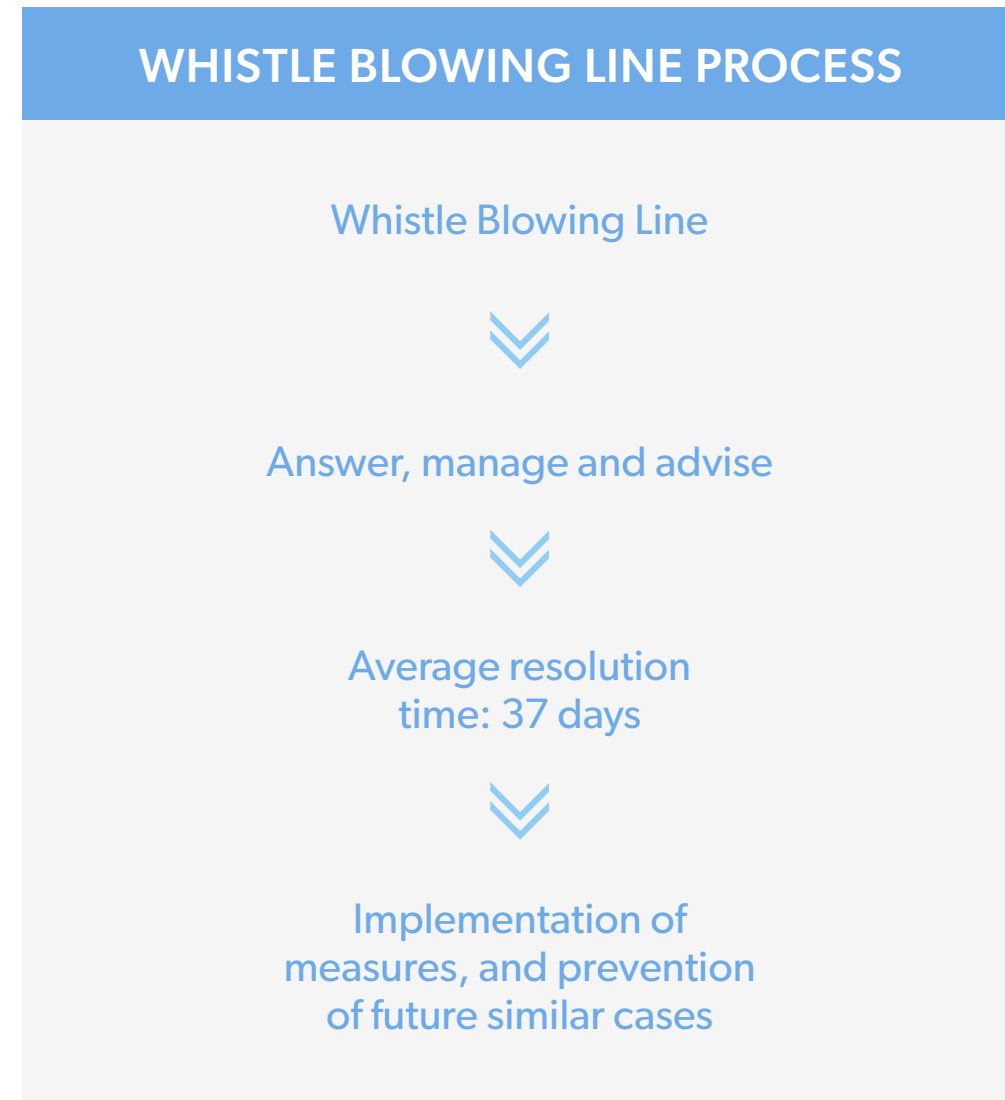 WHISTLE BLOWING LINE PROCESS
Whistle Blowing Line
Answer, manage and advise
Average resolution
time: 37 days
Implementation of
measures, and prevention
of future similar cases